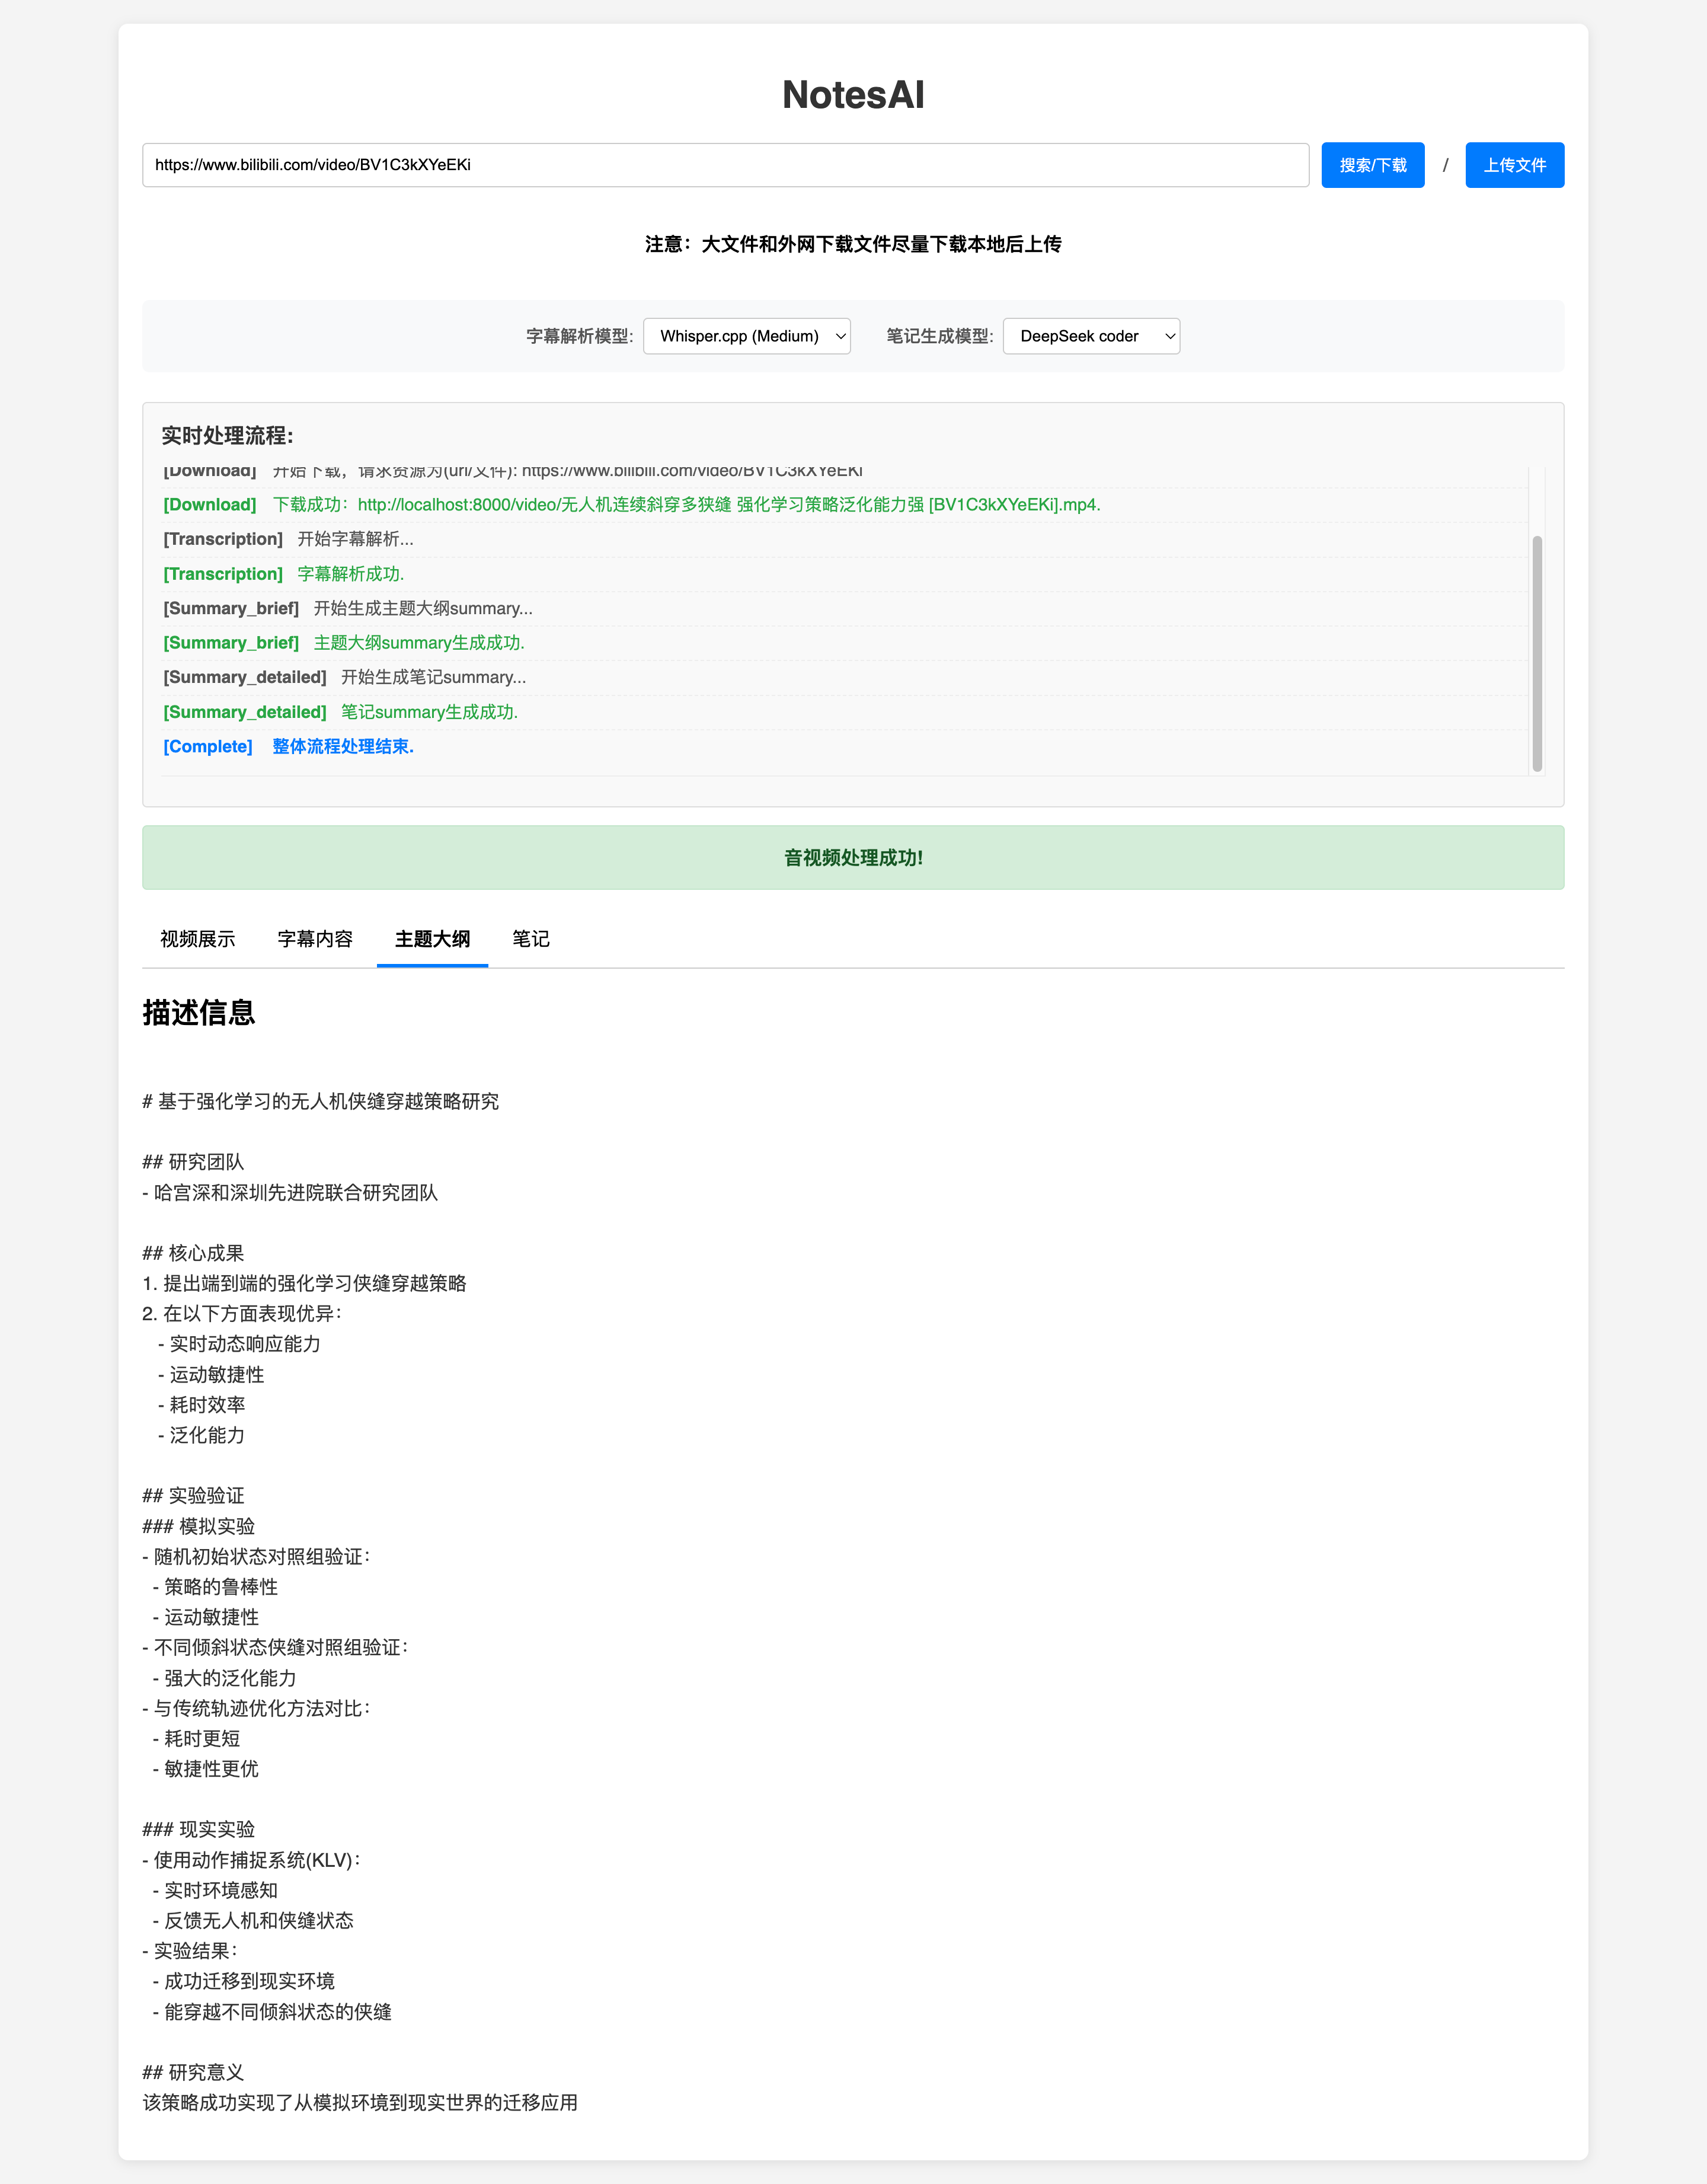 NotesAI
https://www.bilibili.com/video/BV1C3kXYeEKi
搜索/下载 / 上传文件
注意：大文件和外网下载文件尽量下载本地后上传
字幕解析模型: Whisper.cpp (Medium) 笔记生成模型: DeepSeek coder
实时处理流程:
[Download] 开始下载，请求资源为(url/文件): https://www.bilibili.com/video/BV1C3kXYeEKi
[Download] 下载成功：http://localhost:8000/video/无人机连续斜穿多狭缝 强化学习策略泛化能力强 [BV1C3kXYeEKi].mp4.
[Transcription] 开始字幕解析...
[Transcription] 字幕解析成功.
[Summary_brief] 开始生成主题大纲summary...
[Summary_brief] 主题大纲summary生成成功.
[Summary_detailed] 开始生成笔记summary...
[Summary_detailed] 笔记summary生成成功.
[Complete] 整体流程处理结束.
音视频处理成功!
视频展示 字幕内容 主题大纲 笔记
描述信息
# 基于强化学习的无人机侠缝穿越策略研究
## 研究团队
- 哈宫深和深圳先进院联合研究团队
## 核心成果
1. 提出端到端的强化学习侠缝穿越策略
2. 在以下方面表现优异：
- 实时动态响应能力
- 运动敏捷性
- 耗时效率
- 泛化能力
## 实验验证
### 模拟实验
- 随机初始状态对照组验证：
- 策略的鲁棒性
- 运动敏捷性
- 不同倾斜状态侠缝对照组验证：
- 强大的泛化能力
- 与传统轨迹优化方法对比：
- 耗时更短
- 敏捷性更优
### 现实实验
- 使用动作捕捉系统(KLV)：
- 实时环境感知
- 反馈无人机和侠缝状态
- 实验结果：
- 成功迁移到现实环境
- 能穿越不同倾斜状态的侠缝
## 研究意义
该策略成功实现了从模拟环境到现实世界的迁移应用